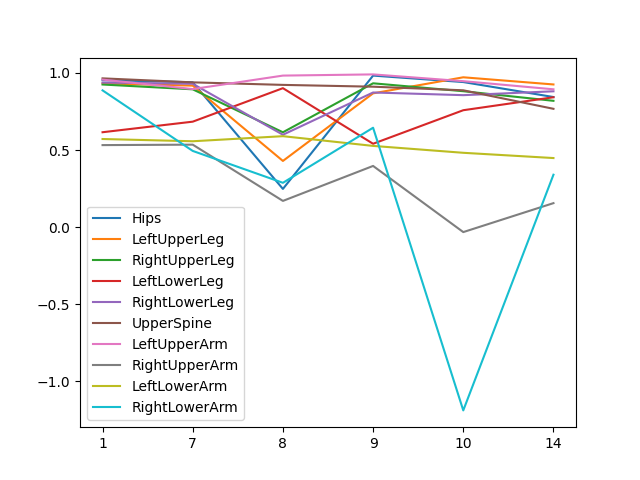 1.0
0.5
0.0
−0.5
−1.0
Hips
LeftUpperLeg
RightUpperLeg
LeftLowerLeg
RightLowerLeg
UpperSpine
LeftUpperArm
RightUpperArm
LeftLowerArm
RightLowerArm
1 7 8 9 10 14